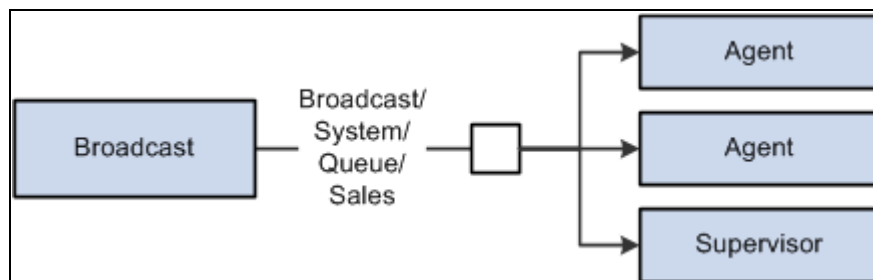 Broadcast
Broadcast/
System/
Queue/
Sales
Agent
Agent
Supervisor